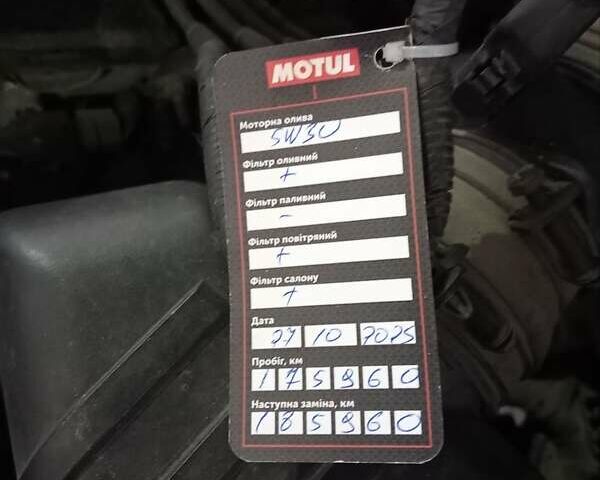 MOTUL
Моторна олива
5W30
Фільтр оливний
+
Фільтр паливний
-
Фільтр повітряний
+
Фільтр салону
+
Дата
27 10 2025
Пробіг, км
175960
Наступна заміна, км
185960